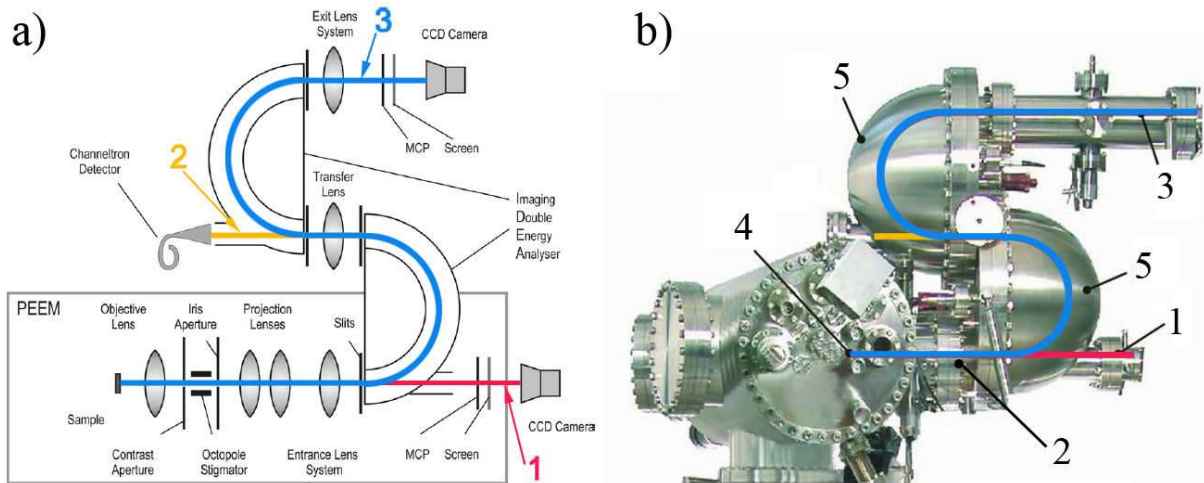 a)
Exit Lens
System
3
CCD Camera
MCP
Screen
Channeltron
Detector
2
Transfer
Lens
Imaging
Double
Energy
Analyser
PEEM
Objective
Lens
Iris
Aperture
Projection
Lenses
Slits
Sample
Contrast
Aperture
Octopole
Stigmator
Entrance Lens
System
MCP
Screen
1
CCD Camera
b)
5
3
4
5
1
2